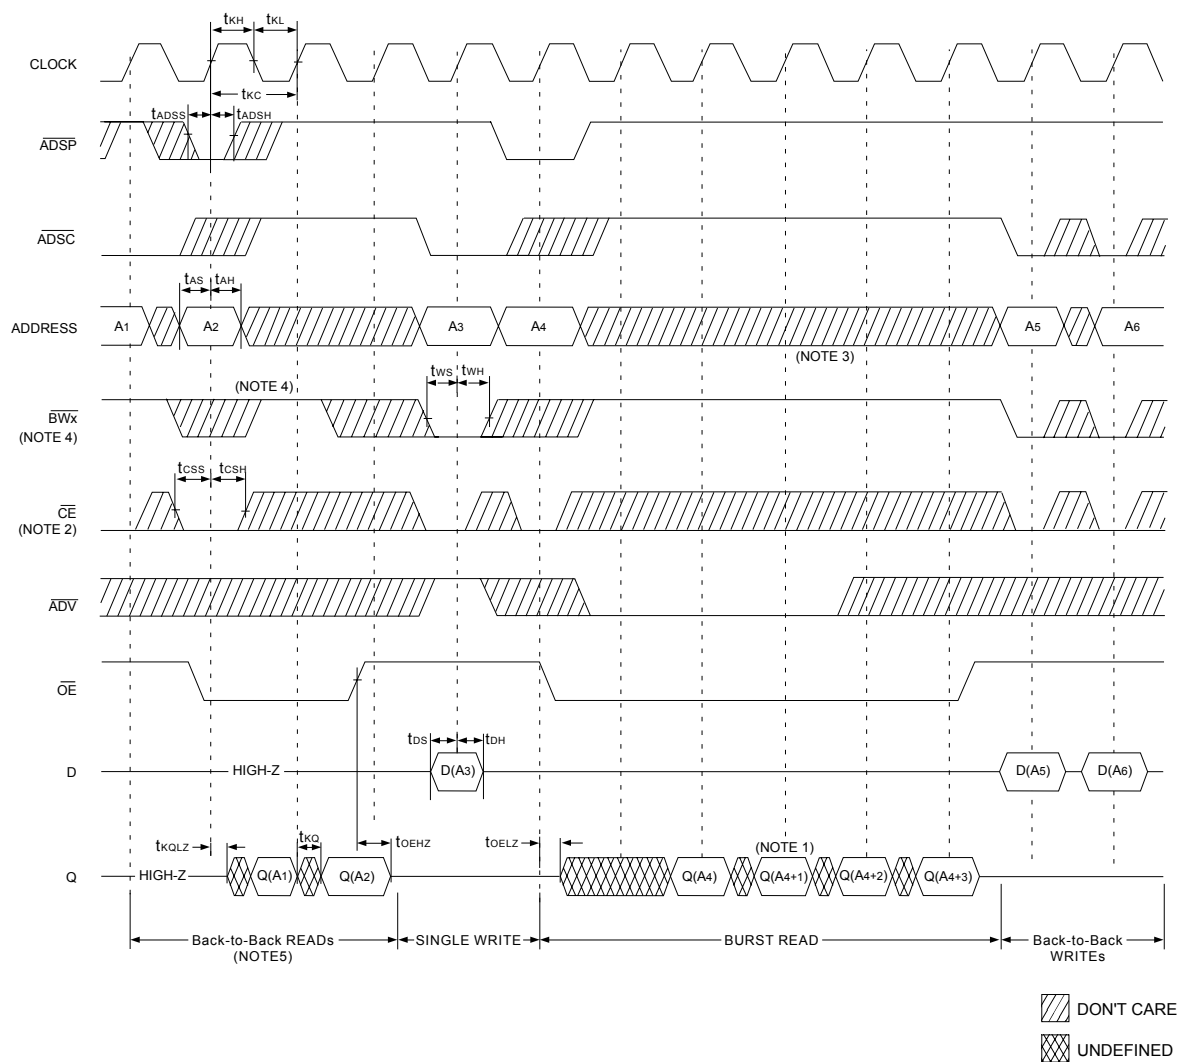 tKH tKL
CLOCK
tKC
tADSS tADSH
ADSP
ADSC
tAS tAH
ADDRESS A1 A2 A3 A4 A5 A6
(NOTE 3)
tWS tWH
(NOTE 4)
BWx
(NOTE 4)
tCSS tCSH
CE
(NOTE 2)
ADV
OE
tDS tDH
D HIGH-Z D(A3) D(A5) D(A6)
tKQLZ tKQ tOEHZ tOELZ
(NOTE 1)
Q HIGH-Z Q(A1) Q(A2) Q(A4) Q(A4+1) Q(A4+2) Q(A4+3)
Back-to-Back READs SINGLE WRITE BURST READ Back-to-Back
(NOTE5) WRITEs
DON'T CARE
UNDEFINED